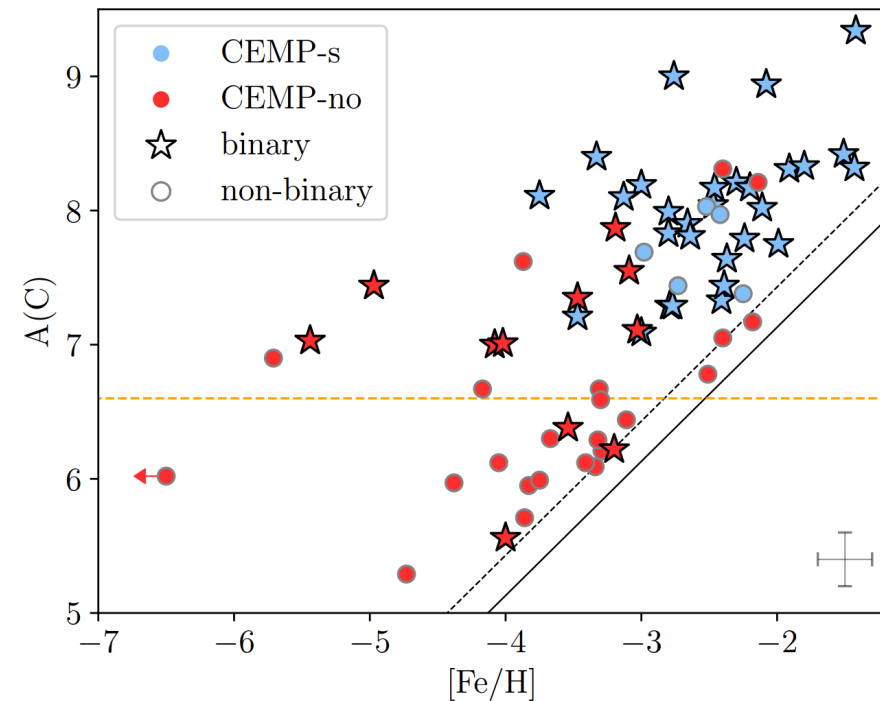 CEMP-s
CEMP-no
binary
non-binary
9
8
7
6
5
A(C)
−7 −6 −5 −4 −3 −2
[Fe/H]